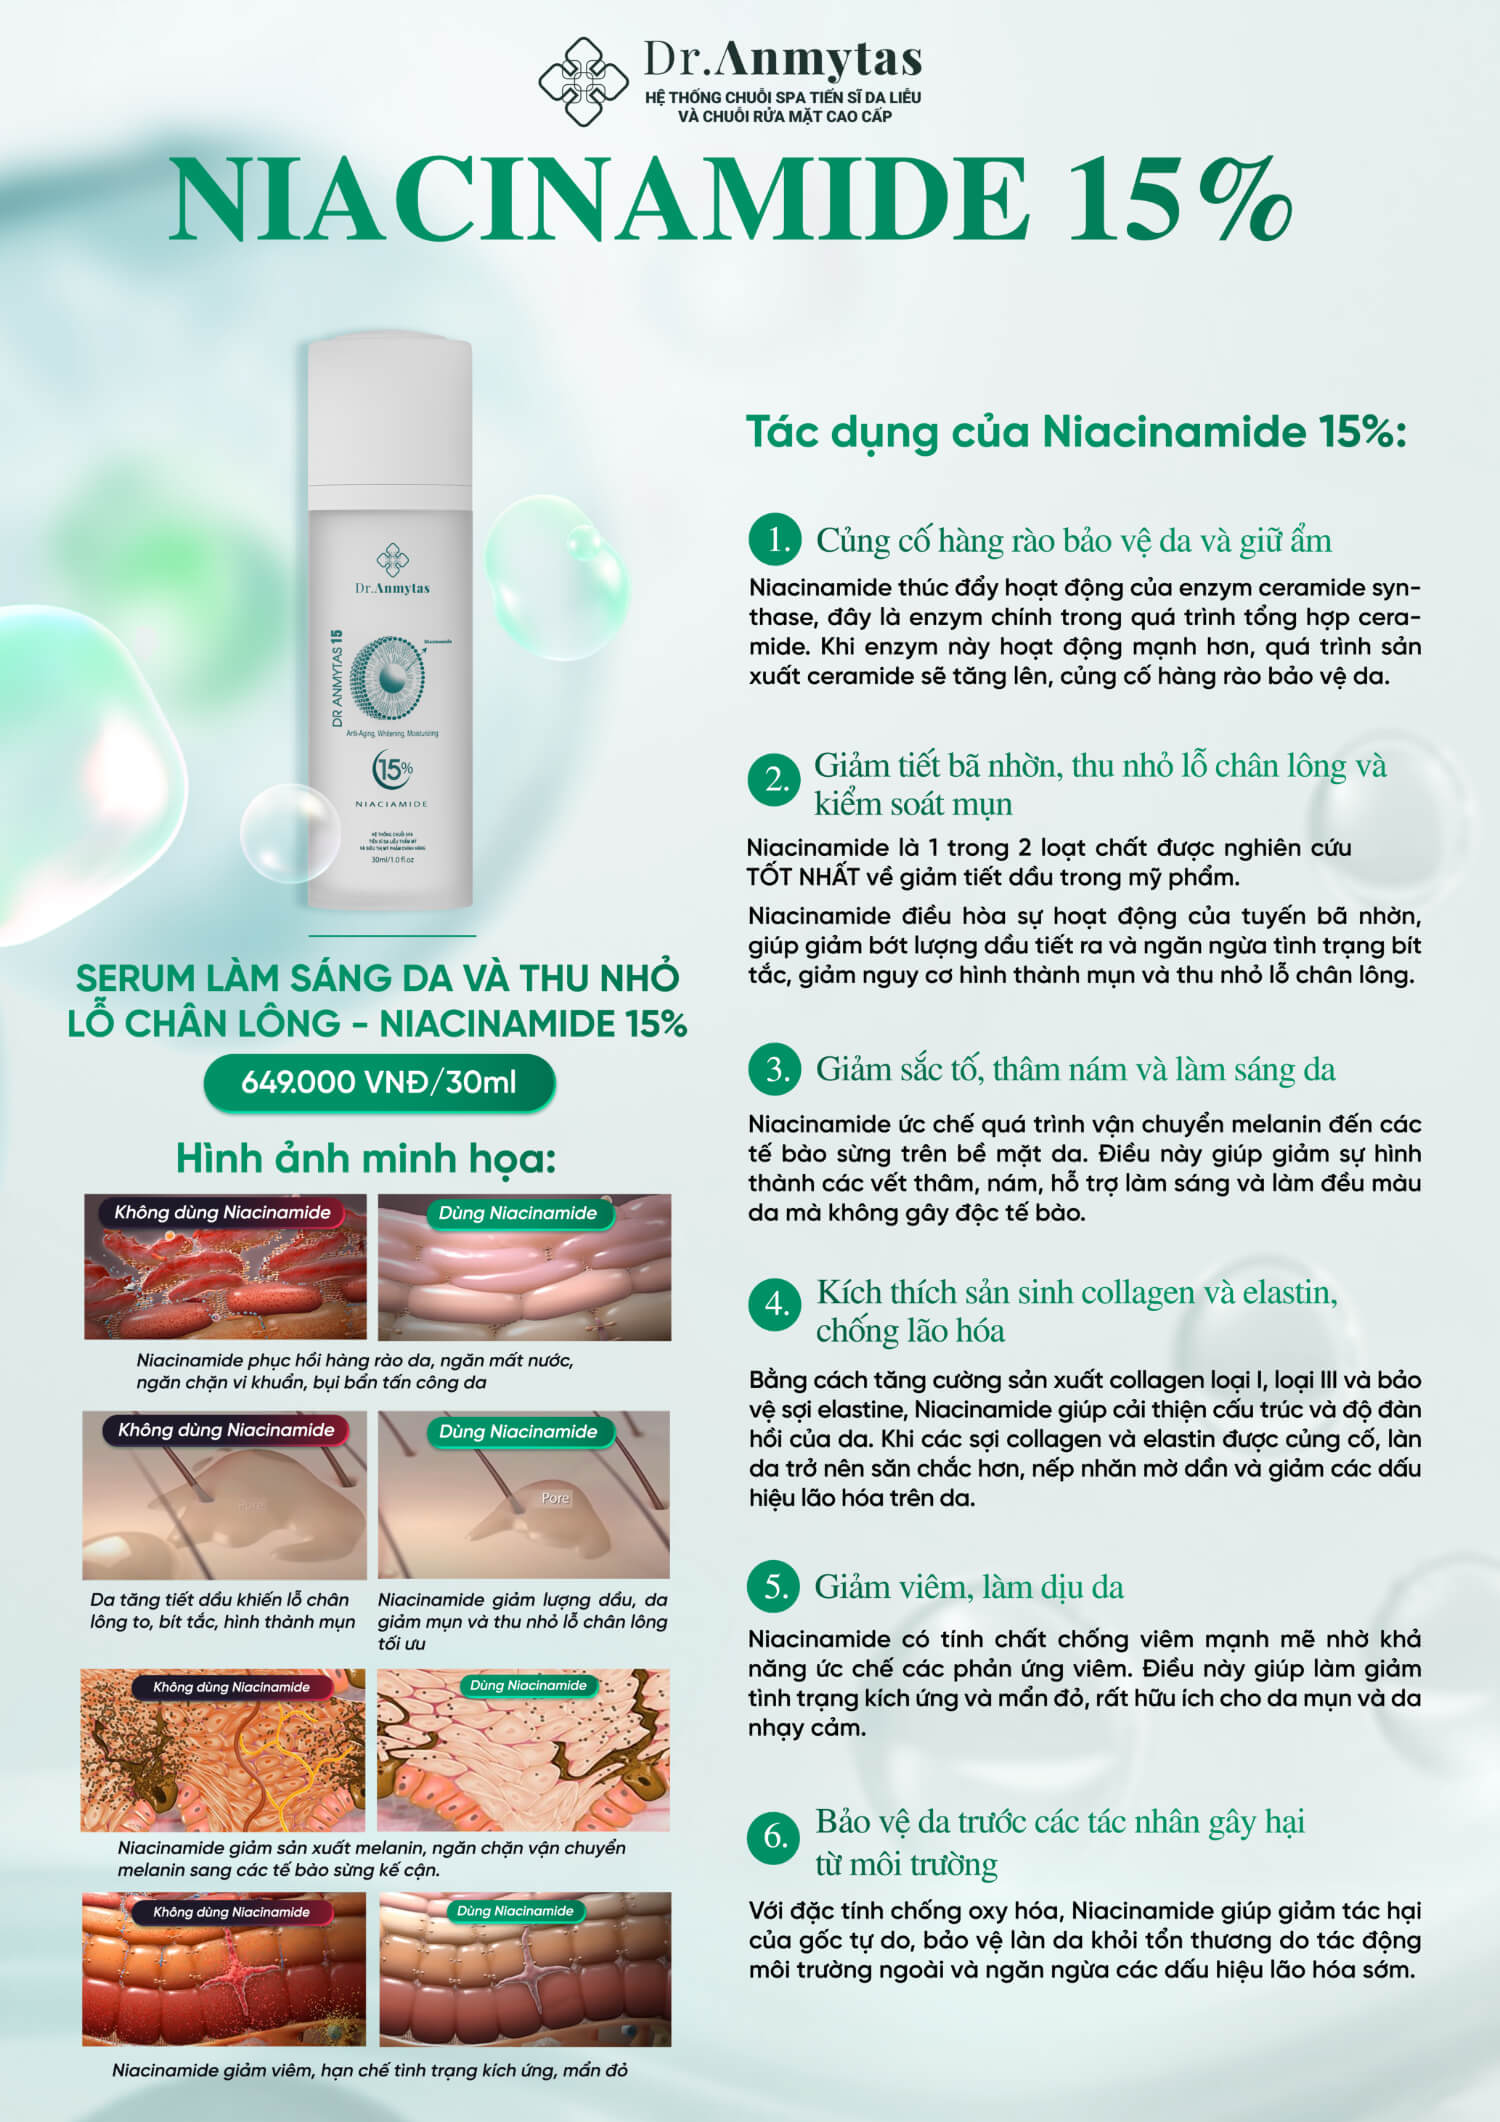 Dr.Anmytas
HỆ THỐNG CHUỖI SPA TIẾN SĨ DA LIỄU
VÀ CHUỖI RỬA MẶT CAO CẤP
NIACINAMIDE 15%
Dr.Anmytas
Niacinamide
DR ANMYTAS 15
Anti-Aging, Whitening, Moisturizing
15%
NIACIAMIDE
HỆ THỐNG CHUỖI SPA
TIẾN SĨ DA LIỄU THẨM MỸ
VÀ SIÊU THỊ MỸ PHẨM CHÍNH HÃNG
30ml/1.0 fl.oz
SERUM LÀM SÁNG DA VÀ THU NHỎ
LỖ CHÂN LÔNG - NIACINAMIDE 15%
649.000 VNĐ/30ml
Hình ảnh minh họa:
Không dùng Niacinamide
Dùng Niacinamide
Niacinamide phục hồi hàng rào da, ngăn mất nước,
ngăn chặn vi khuẩn, bụi bẩn tấn công da
Không dùng Niacinamide
Dùng Niacinamide
Pore
Pore
Da tăng tiết dầu khiến lỗ chân
lông to, bít tắc, hình thành mụn
Niacinamide giảm lượng dầu, da
giảm mụn và thu nhỏ lỗ chân lông
tối ưu
Không dùng Niacinamide
Dùng Niacinamide
Niacinamide giảm sản xuất melanin, ngăn chặn vận chuyển
melanin sang các tế bào sừng kế cận.
Không dùng Niacinamide
Dùng Niacinamide
Niacinamide giảm viêm, hạn chế tình trạng kích ứng, mẩn đỏ
Tác dụng của Niacinamide 15%:
1. Củng cố hàng rào bảo vệ da và giữ ẩm
Niacinamide thúc đẩy hoạt động của enzym ceramide syn-
thase, đây là enzym chính trong quá trình tổng hợp cera-
mide. Khi enzym này hoạt động mạnh hơn, quá trình sản
xuất ceramide sẽ tăng lên, củng cố hàng rào bảo vệ da.
2. Giảm tiết bã nhờn, thu nhỏ lỗ chân lông và
kiểm soát mụn
Niacinamide là 1 trong 2 loạt chất được nghiên cứu
TỐT NHẤT về giảm tiết dầu trong mỹ phẩm.
Niacinamide điều hòa sự hoạt động của tuyến bã nhờn,
giúp giảm bớt lượng dầu tiết ra và ngăn ngừa tình trạng bít
tắc, giảm nguy cơ hình thành mụn và thu nhỏ lỗ chân lông.
3. Giảm sắc tố, thâm nám và làm sáng da
Niacinamide ức chế quá trình vận chuyển melanin đến các
tế bào sừng trên bề mặt da. Điều này giúp giảm sự hình
thành các vết thâm, nám, hỗ trợ làm sáng và làm đều màu
da mà không gây độc tế bào.
4. Kích thích sản sinh collagen và elastin,
chống lão hóa
Bằng cách tăng cường sản xuất collagen loại I, loại III và bảo
vệ sợi elastine, Niacinamide giúp cải thiện cấu trúc và độ đàn
hồi của da. Khi các sợi collagen và elastin được củng cố, làn
da trở nên săn chắc hơn, nếp nhăn mờ dần và giảm các dấu
hiệu lão hóa trên da.
5. Giảm viêm, làm dịu da
Niacinamide có tính chất chống viêm mạnh mẽ nhờ khả
năng ức chế các phản ứng viêm. Điều này giúp làm giảm
tình trạng kích ứng và mẩn đỏ, rất hữu ích cho da mụn và da
nhạy cảm.
6. Bảo vệ da trước các tác nhân gây hại
từ môi trường
Với đặc tính chống oxy hóa, Niacinamide giúp giảm tác hại
của gốc tự do, bảo vệ làn da khỏi tổn thương do tác động
môi trường ngoài và ngăn ngừa các dấu hiệu lão hóa sớm.